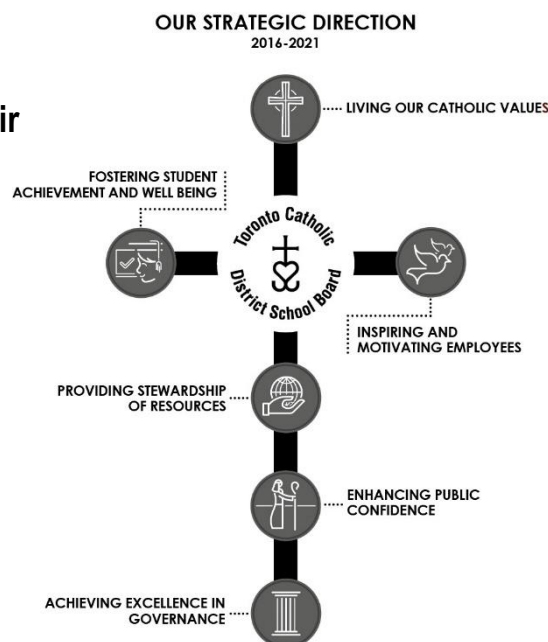 OUR STRATEGIC DIRECTION
2016-2021
ir
LIVING OUR CATHOLIC VALUES
FOSTERING STUDENT
ACHIEVEMENT AND WELL BEING
Toronto Catholic
District School Board
INSPIRING AND
MOTIVATING EMPLOYEES
PROVIDING STEWARDSHIP
OF RESOURCES
ENHANCING PUBLIC
CONFIDENCE
ACHIEVING EXCELLENCE IN
GOVERNANCE